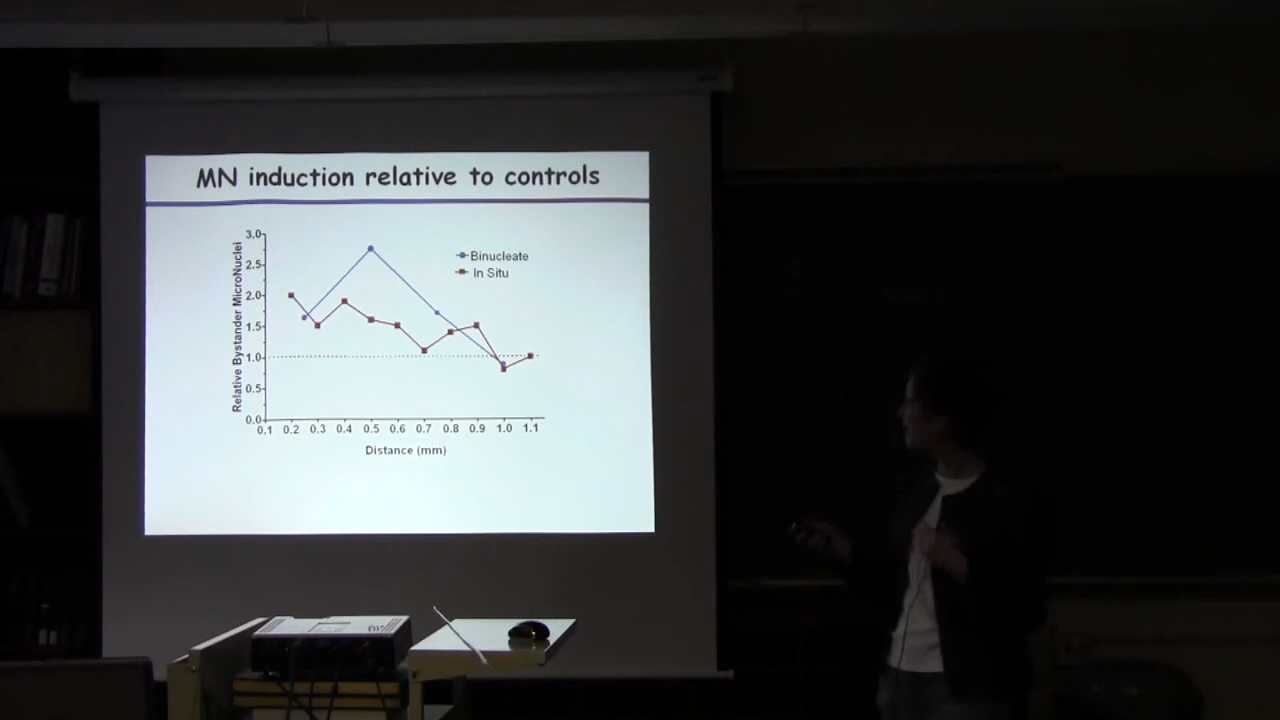 MN induction relative to controls
Relative Bystander MicroNuclei
3.0
2.5
2.0
1.5
1.0
0.5
0.0
Binucleate
In Situ
0.1 0.2 0.3 0.4 0.5 0.6 0.7 0.8 0.9 1.0 1.1
Distance (mm)